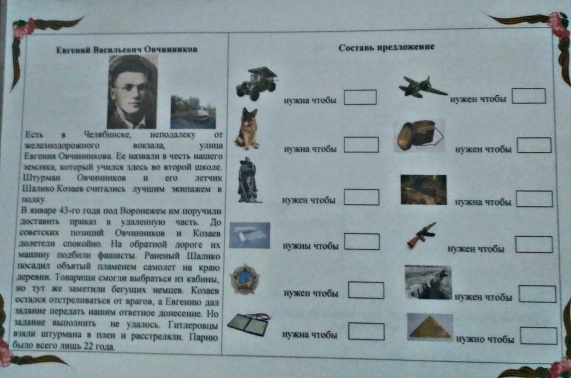 Евгений Васильевич Овчинников
Есть в Челябинске, неподалеку от
железнодорожного вокзала, улица
Евгения Овчинникова. Ее назвали в честь нашего
земляка, который учился здесь во второй школе.
Штурман Овчинников и его летчик
Шалико Козаев считались лучшим экипажем в
полку.
В январе 43-го года под Воронежем им поручили
доставить приказ в удаленную часть. До
советских позиций Овчинников и Козаев
долетели спокойно. На обратной дороге их
машину подбили фашисты. Раненый Шалико
посадил объятый пламенем самолет на краю
деревни. Товарищи смогли выбраться из кабины,
но тут же заметили бегущих немцев. Козаев
остался отстреливаться от врагов, а Евгению дал
задание передать нашим ответное донесение. Но
задание выполнить не удалось. Гитлеровцы
взяли штурмана в плен и расстреляли. Парню
было всего лишь 22 года.
Составь предложение
нужна чтобы
нужен чтобы
нужна чтобы
нужен чтобы
нужен чтобы
нужна чтобы
нужны чтобы
нужен чтобы
нужен чтобы
нужен чтобы
нужна чтобы
нужно чтобы